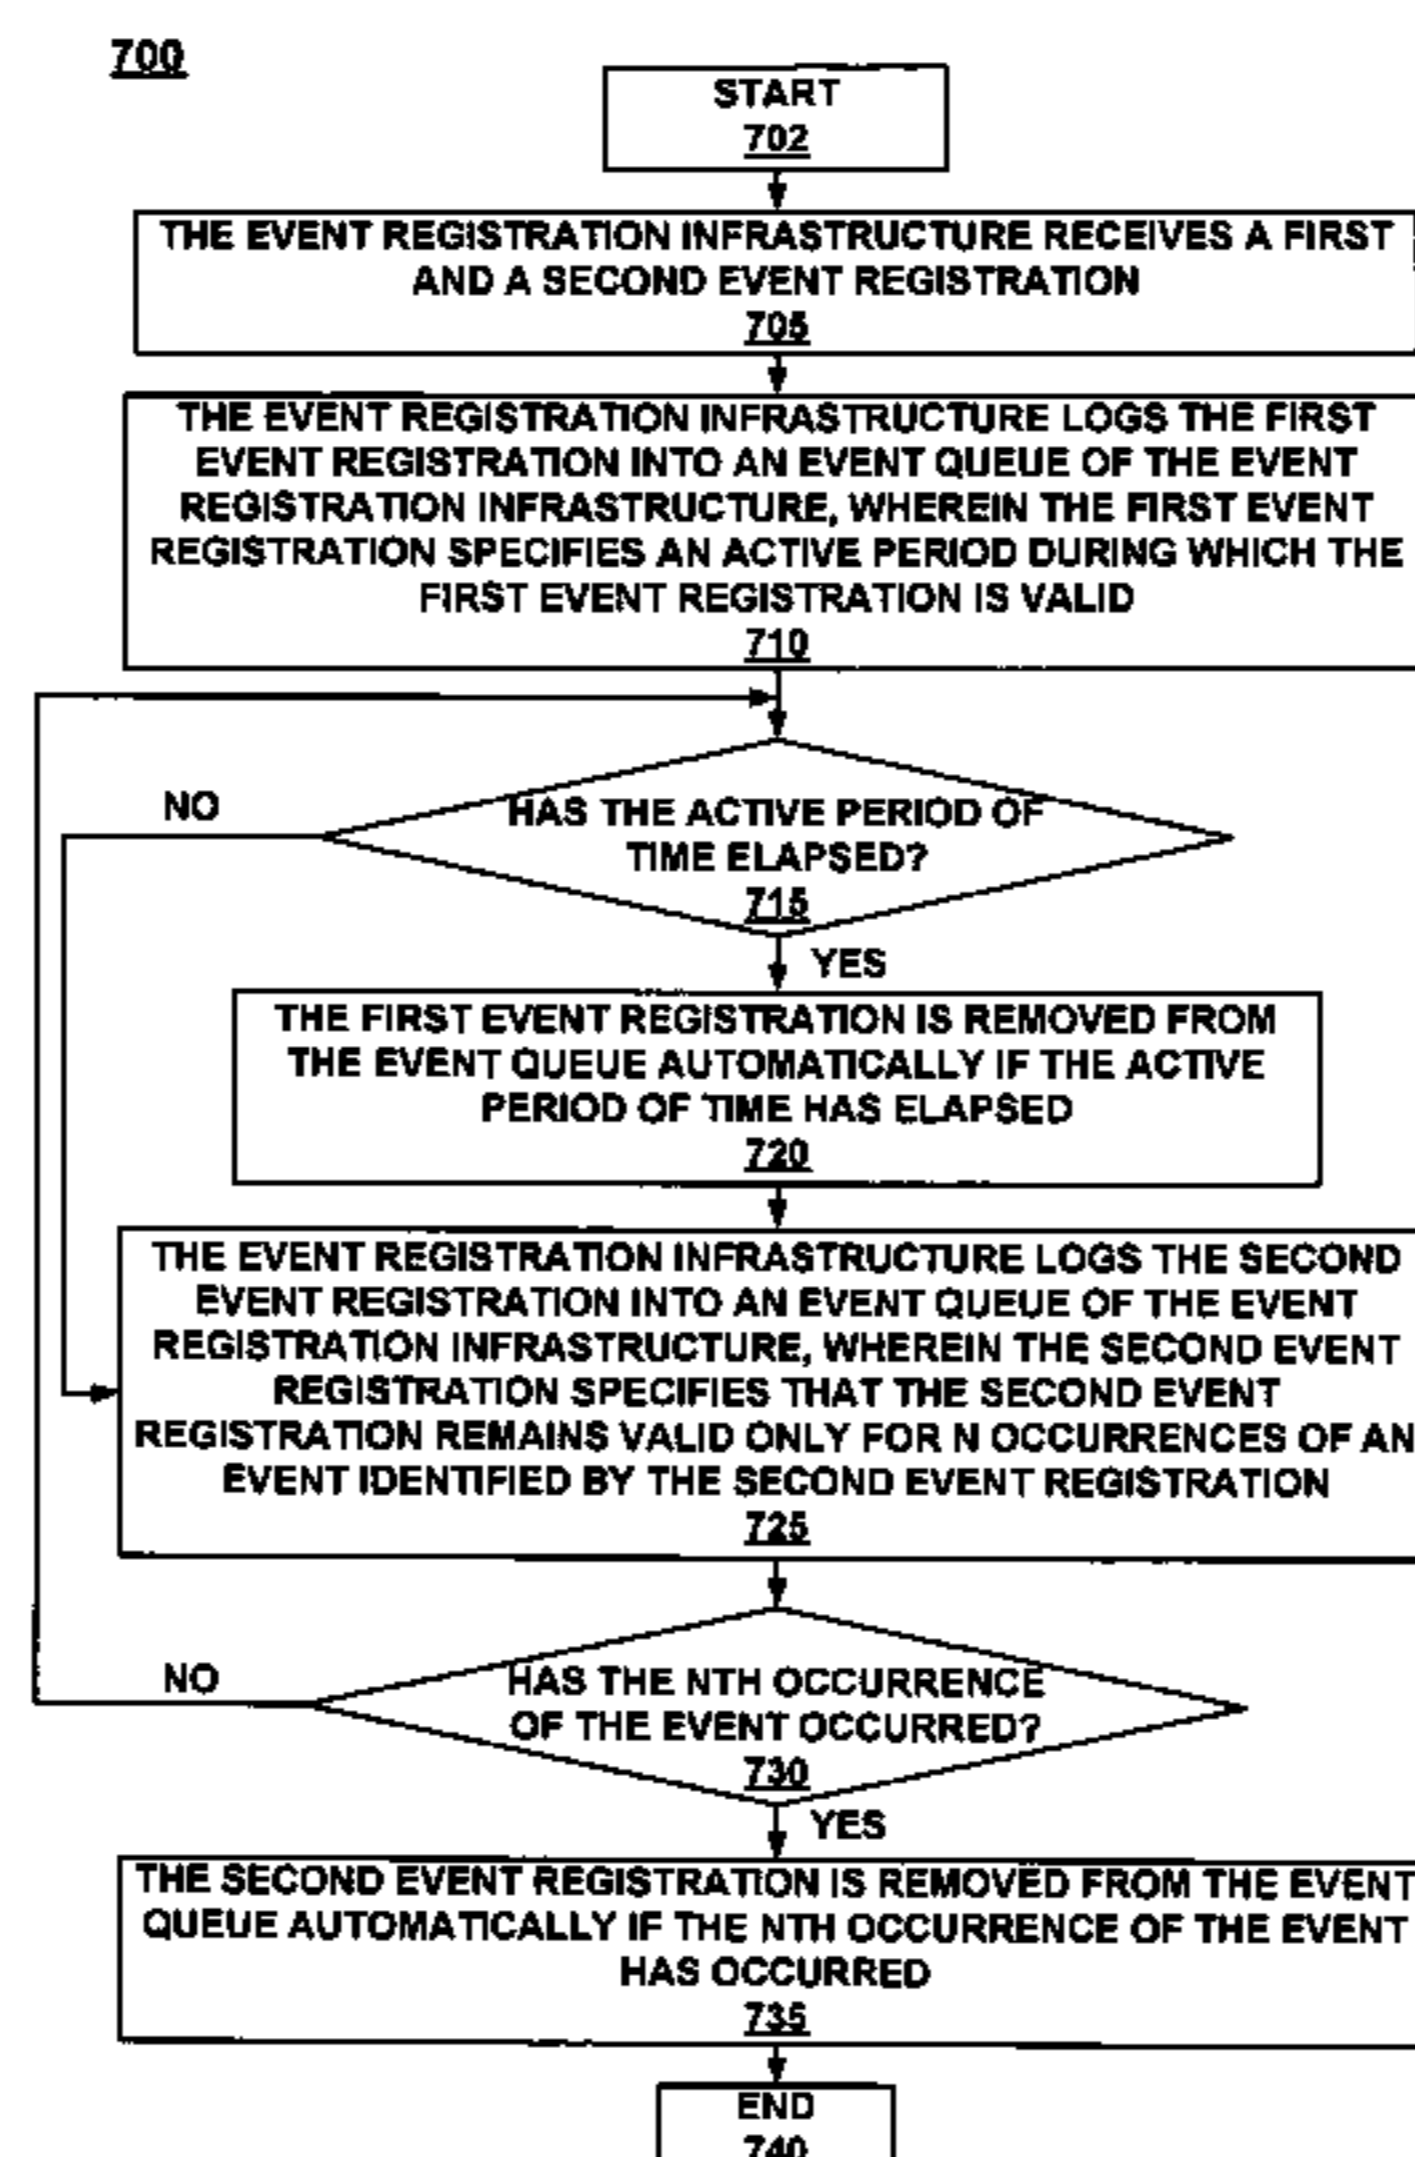 700
START
702
THE EVENT REGISTRATION INFRASTRUCTURE RECEIVES A FIRST
AND A SECOND EVENT REGISTRATION
705
THE EVENT REGISTRATION INFRASTRUCTURE LOGS THE FIRST
EVENT REGISTRATION INTO AN EVENT QUEUE OF THE EVENT
REGISTRATION INFRASTRUCTURE, WHEREIN THE FIRST EVENT
REGISTRATION SPECIFIES AN ACTIVE PERIOD DURING WHICH THE
FIRST EVENT REGISTRATION IS VALID
710
NO
HAS THE ACTIVE PERIOD OF
TIME ELAPSED?
715
YES
THE FIRST EVENT REGISTRATION IS REMOVED FROM
THE EVENT QUEUE AUTOMATICALLY IF THE ACTIVE
PERIOD OF TIME HAS ELAPSED
720
THE EVENT REGISTRATION INFRASTRUCTURE LOGS THE SECOND
EVENT REGISTRATION INTO AN EVENT QUEUE OF THE EVENT
REGISTRATION INFRASTRUCTURE, WHEREIN THE SECOND EVENT
REGISTRATION SPECIFIES THAT THE SECOND EVENT
REGISTRATION REMAINS VALID ONLY FOR N OCCURRENCES OF AN
EVENT IDENTIFIED BY THE SECOND EVENT REGISTRATION
725
NO
HAS THE NTH OCCURRENCE
OF THE EVENT OCCURRED?
730
YES
THE SECOND EVENT REGISTRATION IS REMOVED FROM THE EVENT
QUEUE AUTOMATICALLY IF THE NTH OCCURRENCE OF THE EVENT
HAS OCCURRED
735
END
740